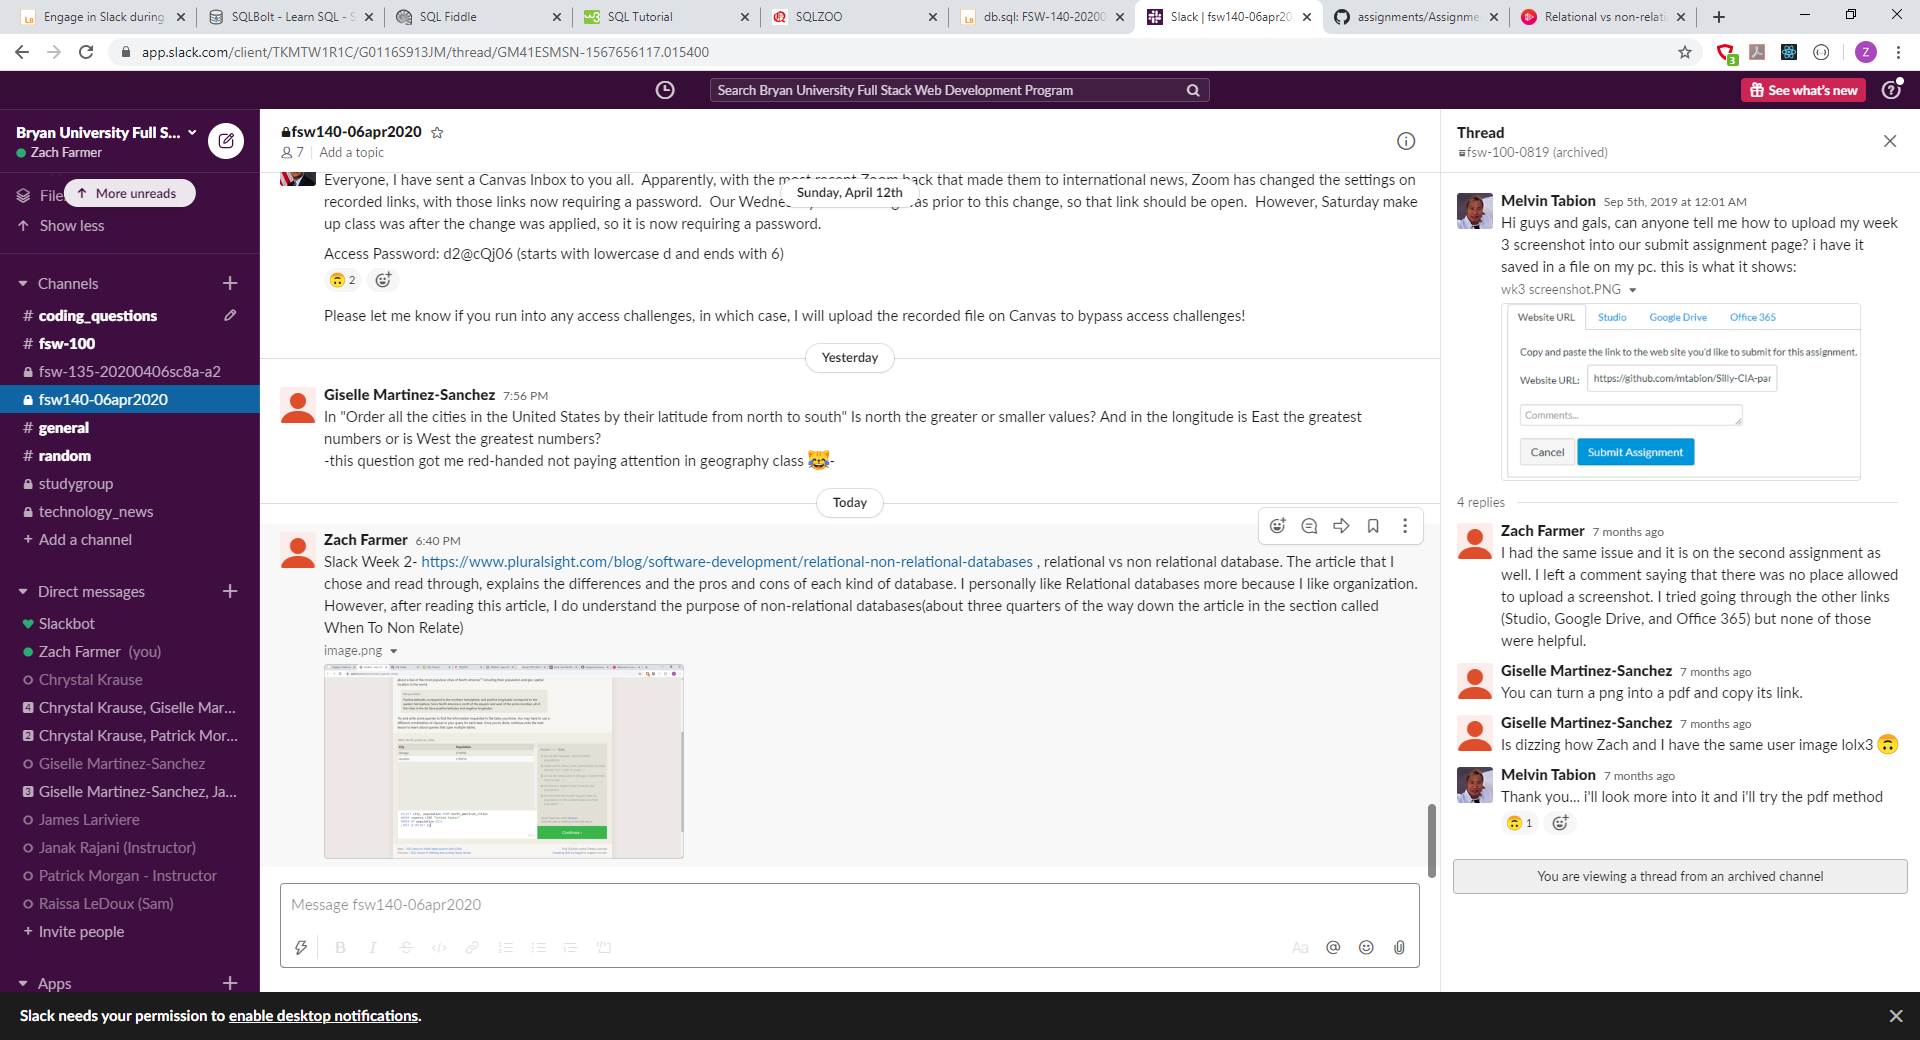 Engage in Slack during
SQLBolt - Learn SQL - S
SQL Fiddle
SQL Tutorial
SQLZOO
db.sql: FSW-140-20200
Slack | fsw140-06apr20
assignments/Assignme
Relational vs non-relati
app.slack.com/client/TKMTW1R1C/G0116S913JM/thread/GM41ESMSN-1567656117.015400
3
Z
Search Bryan University Full Stack Web Development Program
See what's new
Bryan University Full S...
Zach Farmer
File
More unreads
Show less
Channels
# coding_questions
# fsw-100
fsw-135-20200406sc8a-a2
fsw140-06apr2020
# general
# random
studygroup
technology_news
+ Add a channel
Direct messages
Slackbot
Zach Farmer (you)
Chrystal Krause
4 Chrystal Krause, Giselle Mar...
2 Chrystal Krause, Patrick Mor...
Giselle Martinez-Sanchez
3 Giselle Martinez-Sanchez, Ja...
James Lariviere
Janak Rajani (Instructor)
Patrick Morgan - Instructor
Raissa LeDoux (Sam)
+ Invite people
Apps
fsw140-06apr2020
7 | Add a topic
Sunday, April 12th
Everyone, I have sent a Canvas Inbox to you all. Apparently, with the most recent Zoom hack that made them to international news, Zoom has changed the settings on
recorded links, with those links now requiring a password. Our Wednes as prior to this change, so that link should be open. However, Saturday make
up class was after the change was applied, so it is now requiring a password.
Access Password: d2@cQj06 (starts with lowercase d and ends with 6)
2
Please let me know if you run into any access challenges, in which case, I will upload the recorded file on Canvas to bypass access challenges!
Yesterday
Giselle Martinez-Sanchez 7:56 PM
In "Order all the cities in the United States by their latitude from north to south" Is north the greater or smaller values? And in the longitude is East the greatest
numbers or is West the greatest numbers?
-this question got me red-handed not paying attention in geography class -
Today
Zach Farmer 6:40 PM
Slack Week 2- https://www.pluralsight.com/blog/software-development/relational-non-relational-databases , relational vs non relational database. The article that I
chose and read through, explains the differences and the pros and cons of each kind of database. I personally like Relational databases more because I like organization.
However, after reading this article, I do understand the purpose of non-relational databases(about three quarters of the way down the article in the section called
When To Non Relate)
image.png
Continue ›
Message fsw140-06apr2020
B I S </> Aa @
Thread
fsw-100-0819 (archived)
Melvin Tabion Sep 5th, 2019 at 12:01 AM
Hi guys and gals, can anyone tell me how to upload my week
3 screenshot into our submit assignment page? i have it
saved in a file on my pc. this is what it shows:
wk3 screenshot.PNG
Website URL Studio Google Drive Office 365
Copy and paste the link to the web site you'd like to submit for this assignment.
Website URL: https://github.com/mtabion/Silly-CIA-par
Comments...
Cancel Submit Assignment
4 replies
Zach Farmer 7 months ago
I had the same issue and it is on the second assignment as
well. I left a comment saying that there was no place allowed
to upload a screenshot. I tried going through the other links
(Studio, Google Drive, and Office 365) but none of those
were helpful.
Giselle Martinez-Sanchez 7 months ago
You can turn a png into a pdf and copy its link.
Giselle Martinez-Sanchez 7 months ago
Is dizzing how Zach and I have the same user image lolx3
Melvin Tabion 7 months ago
Thank you... i'll look more into it and i'll try the pdf method
1
You are viewing a thread from an archived channel
Slack needs your permission to enable desktop notifications.